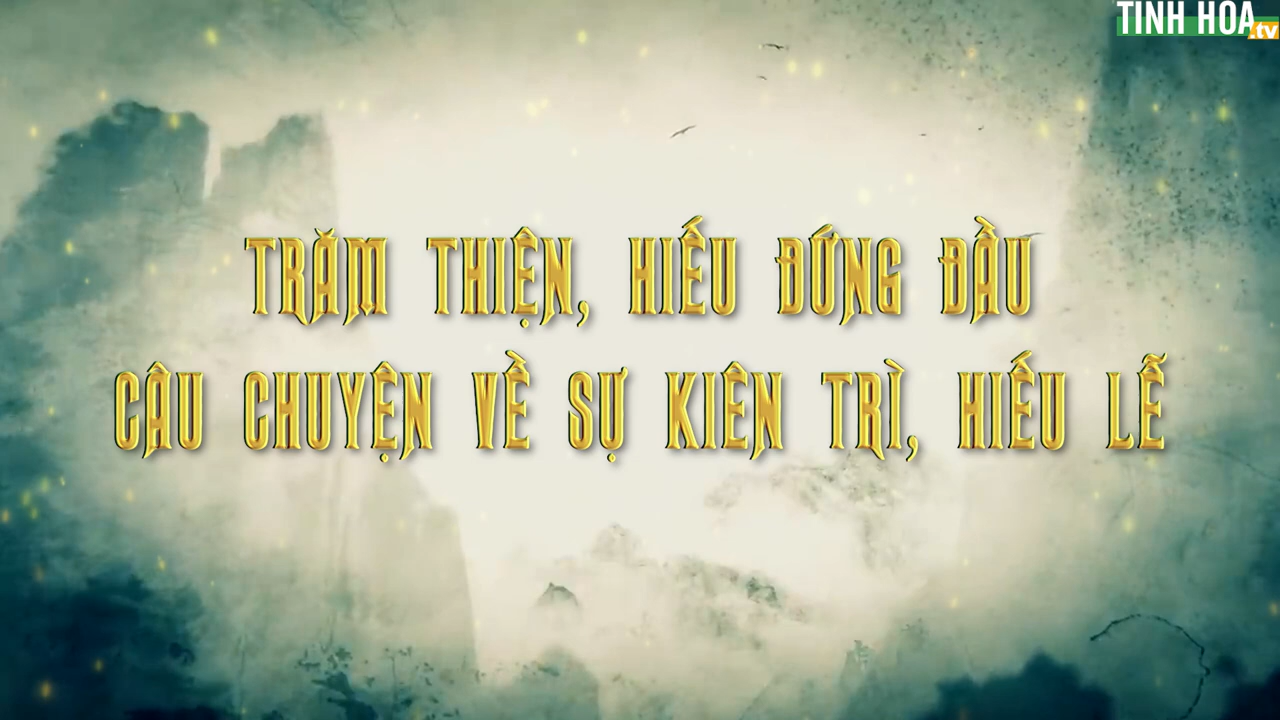 TINH HOA
.tv
TRĂM THIỆN, HIẾU ĐỨNG ĐẦU
CÂU CHUYỆN VỀ SỰ KIÊN TRÌ, HIẾU LỄ